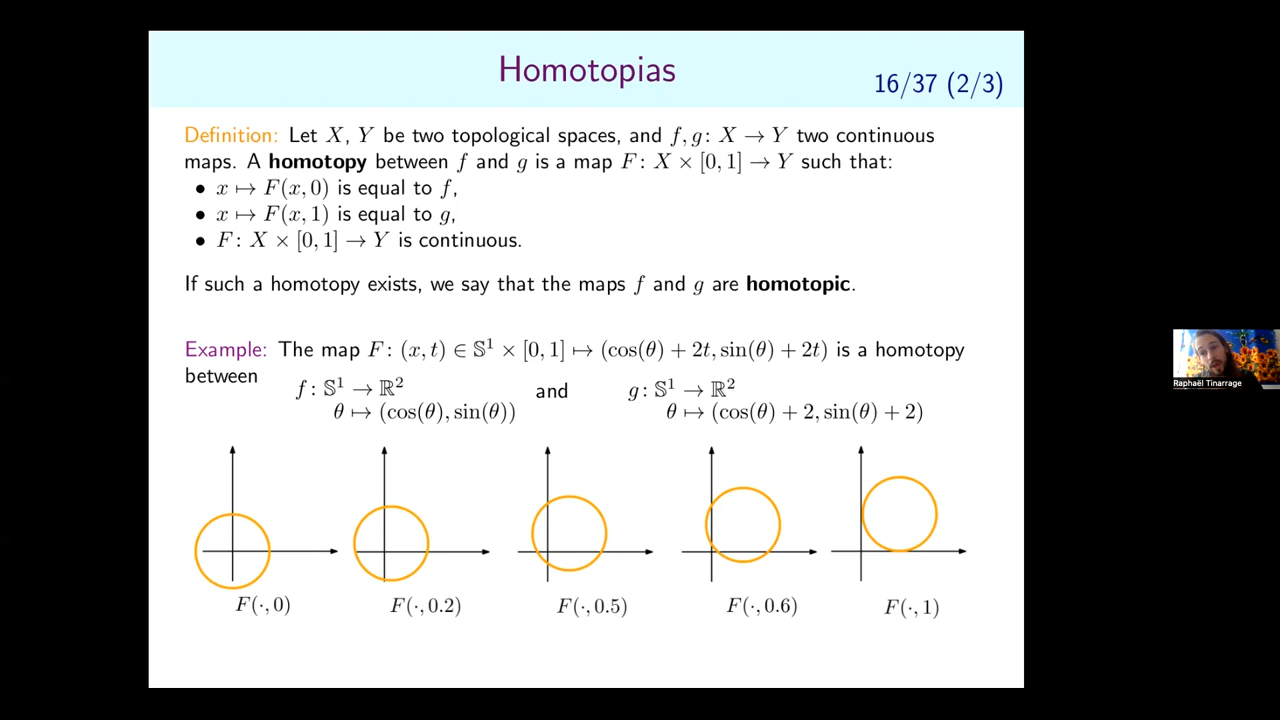 Homotopias
16/37 (2/3)
Definition: Let X, Y be two topological spaces, and f, g: X → Y two continuous
maps. A homotopy between f and g is a map F: X × [0, 1] → Y such that:
• x ↦ F(x, 0) is equal to f,
• x ↦ F(x, 1) is equal to g,
• F: X × [0, 1] → Y is continuous.
If such a homotopy exists, we say that the maps f and g are homotopic.
Example: The map F: (x, t) ∈ 𝕊¹ × [0, 1] ↦ (cos(θ) + 2t, sin(θ) + 2t) is a homotopy
between
f: 𝕊¹ → ℝ² and g: 𝕊¹ → ℝ²
θ ↦ (cos(θ), sin(θ)) θ ↦ (cos(θ) + 2, sin(θ) + 2)
F(·, 0) F(·, 0.2) F(·, 0.5) F(·, 0.6) F(·, 1)
Raphaël Tinarrage